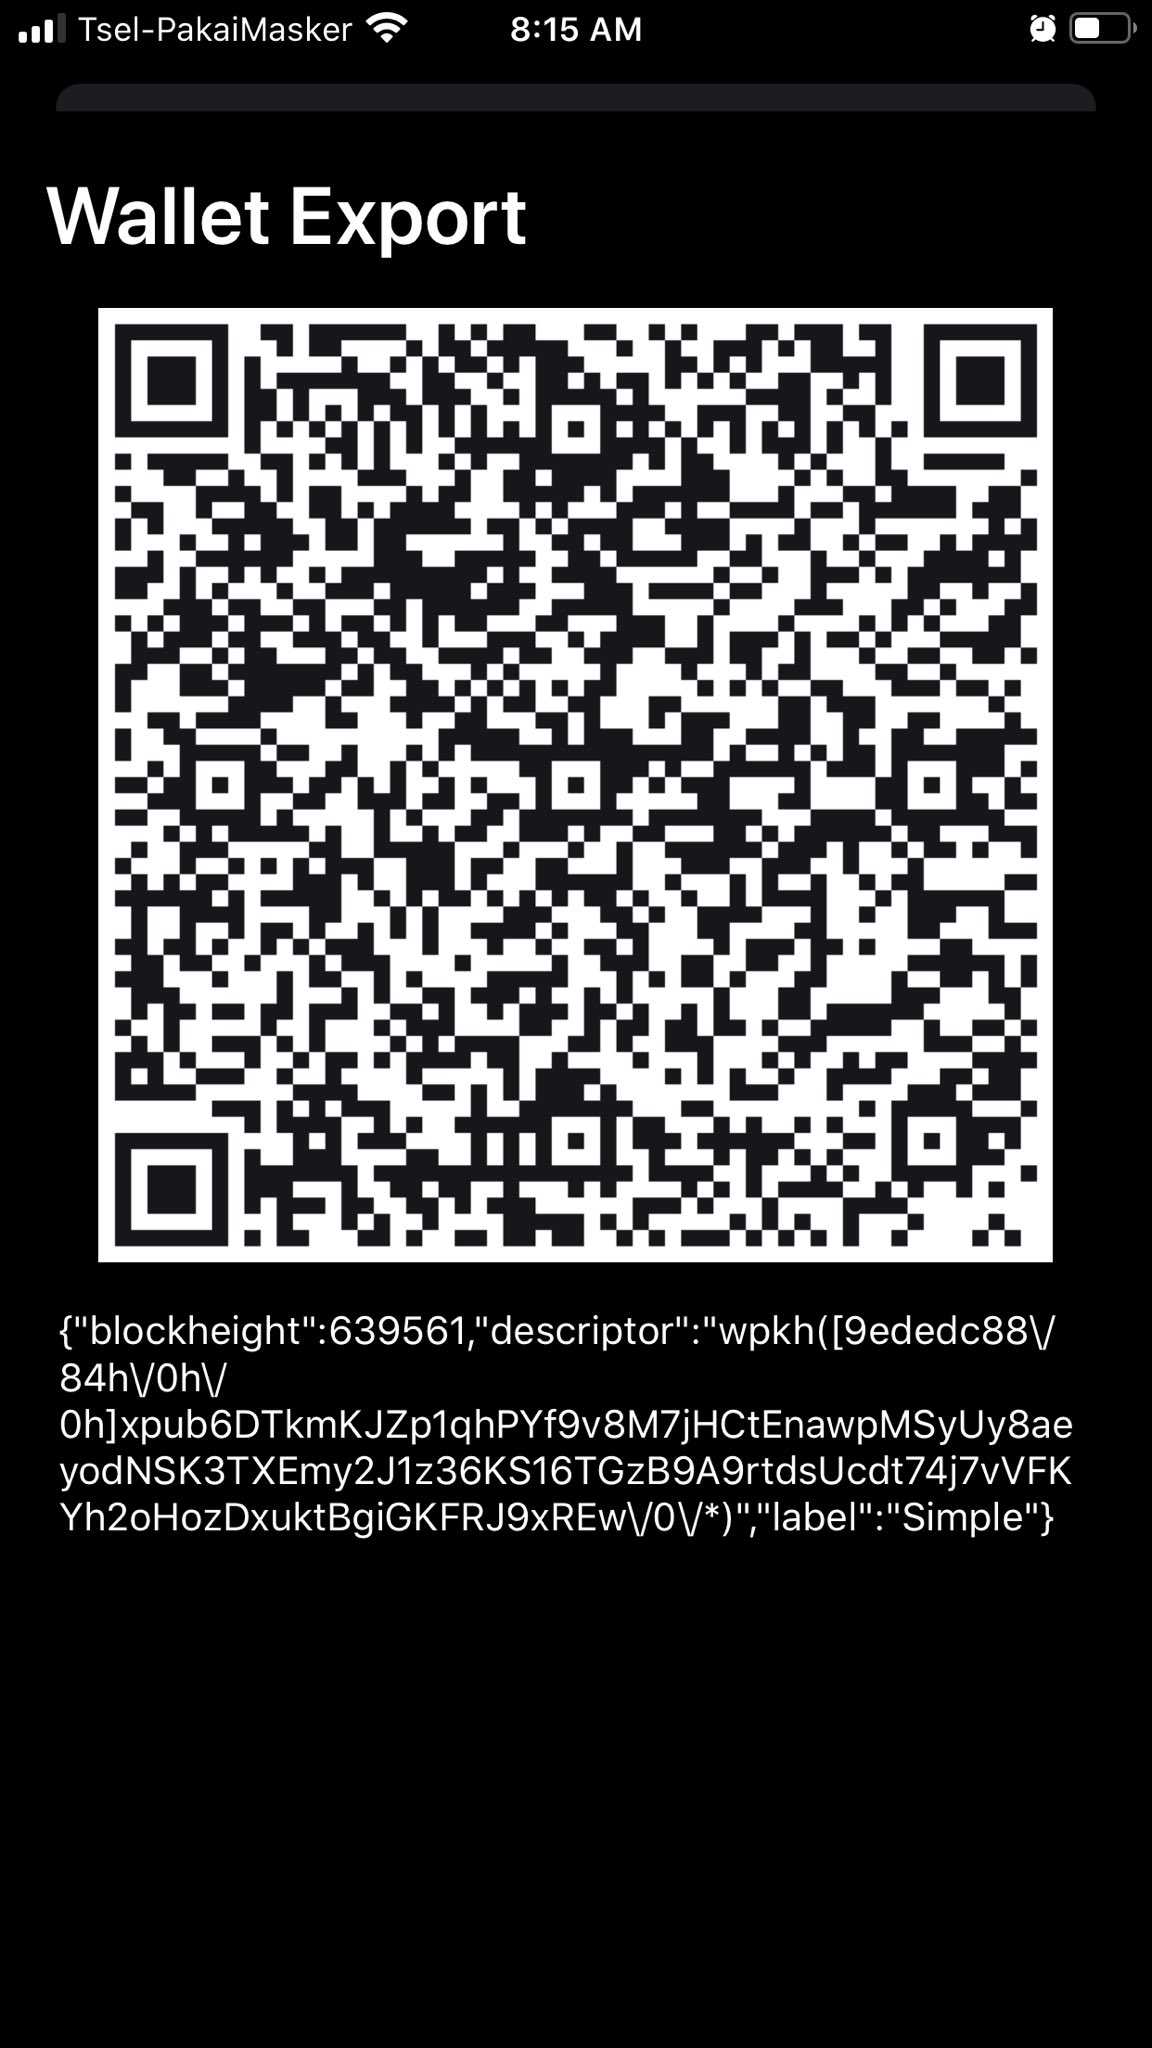 Tsel-PakaiMasker
8:15 AM
Wallet Export
{"blockheight":639561,"descriptor":"wpkh([9ededc88\/
84h\/0h\/
0h]xpub6DTkmKJZp1qhPYf9v8M7jHCtEnawpMSyUy8ae
yodNSK3TXEmy2J1z36KS16TGzB9A9rtdsUcdt74j7vVFK
Yh2oHozDxuktBgiGKFRJ9xREw\/0\/*)","label":"Simple"}